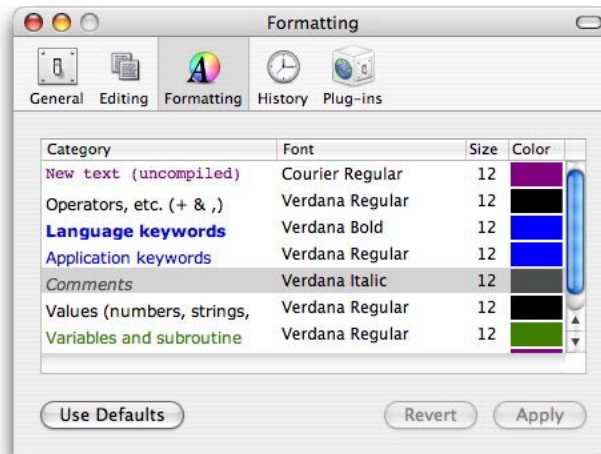 Formatting
General Editing Formatting History Plug-ins
Category Font Size Color
New text (uncompiled) Courier Regular 12
Operators, etc. (+ & ,) Verdana Regular 12
Language keywords Verdana Bold 12
Application keywords Verdana Regular 12
Comments Verdana Italic 12
Values (numbers, strings, Verdana Regular 12
Variables and subroutine Verdana Regular 12
Use Defaults Revert Apply